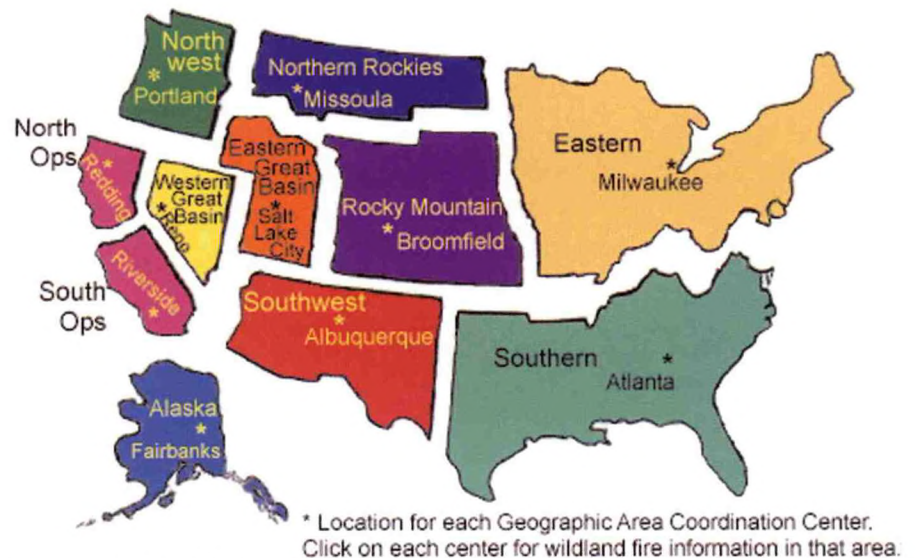 North
west
Portland
Northern Rockies
Missoula
North
Ops
Redding
Western
Great
Basin
Reno
Eastern
Great
Basin
Salt
Lake
City
Rocky Mountain
Broomfield
Eastern
Milwaukee
South
Ops
Riverside
Southwest
Albuquerque
Southern
Atlanta
Alaska
Fairbanks
* Location for each Geographic Area Coordination Center.
Click on each center for wildland fire information in that area.